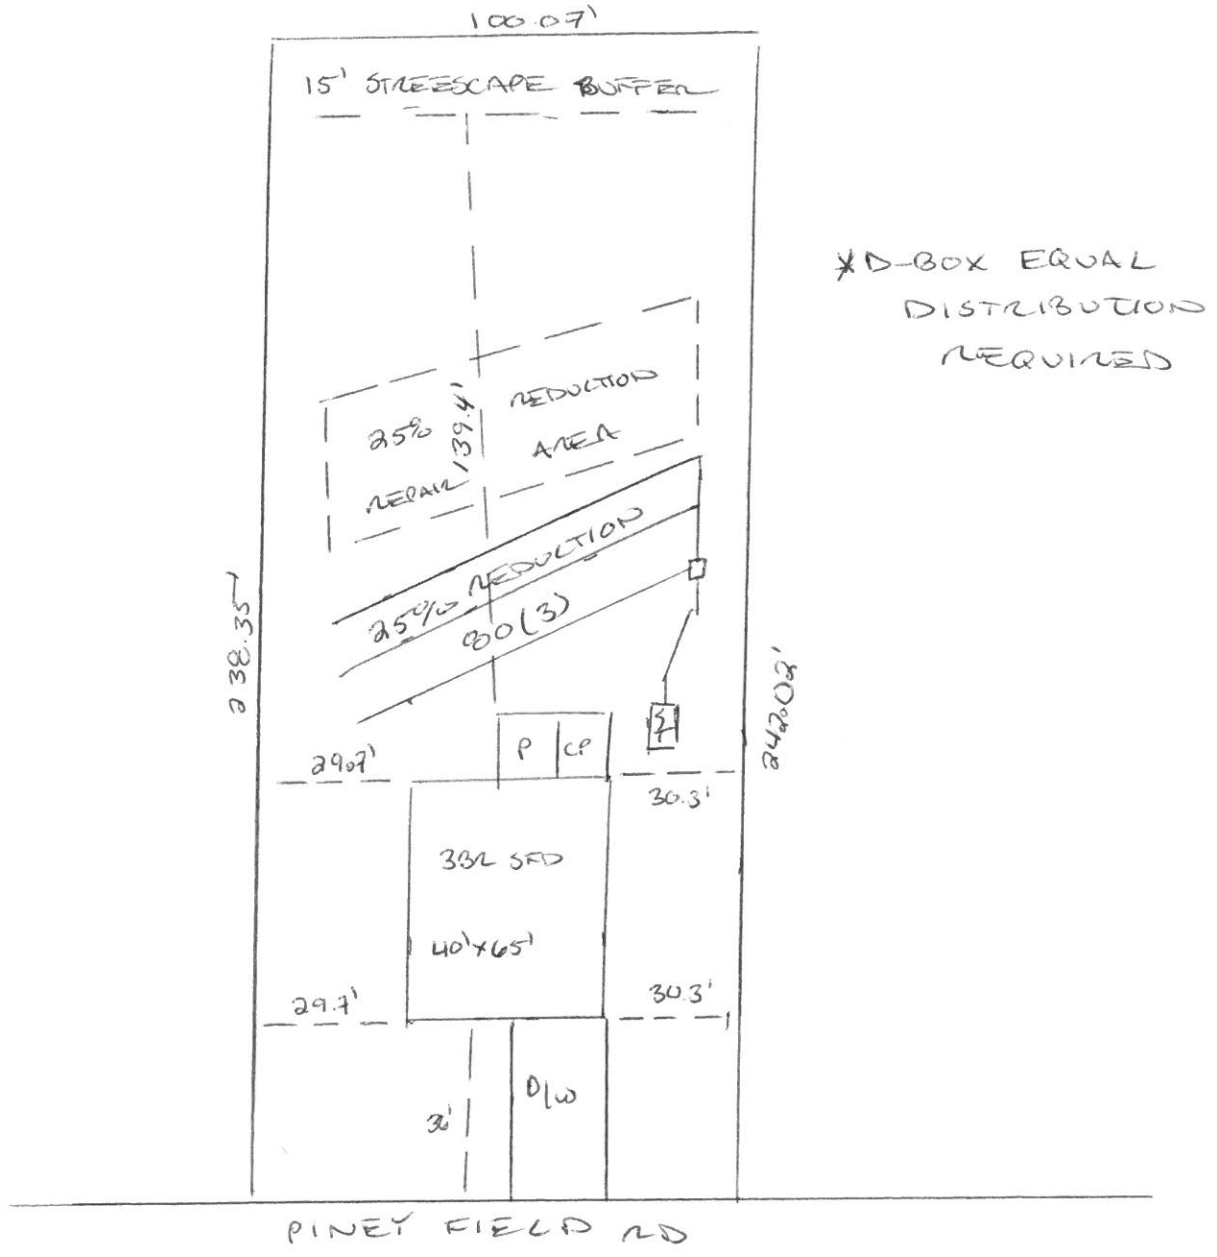 100.07'
15' STREESCAPE BUFFER
*D-BOX EQUAL
DISTRIBUTION
REQUIRED
25%
REDUCTION
AREA
REPAIR
139.4'
25% REDUCTION
80(3)
238.35'
242.02'
ST
P
CP
29.7'
30.3'
3BR SFD
40'x65'
29.7'
30.3'
D/W
PINEY FIELD RD